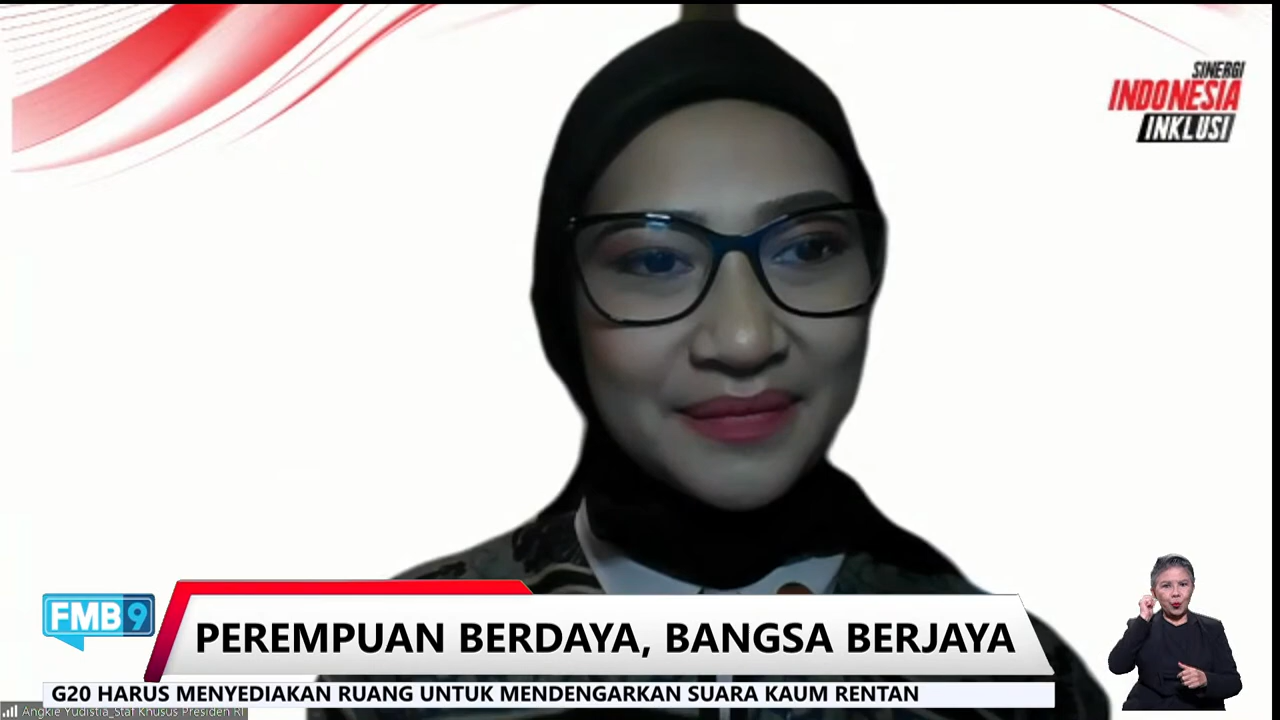 SINERGI
INDONESIA
INKLUSI
FMB9
PEREMPUAN BERDAYA, BANGSA BERJAYA
G20 HARUS MENYEDIAKAN RUANG UNTUK MENDENGARKAN SUARA KAUM RENTAN
Angkie Yudistia_Staf Khusus Presiden RI